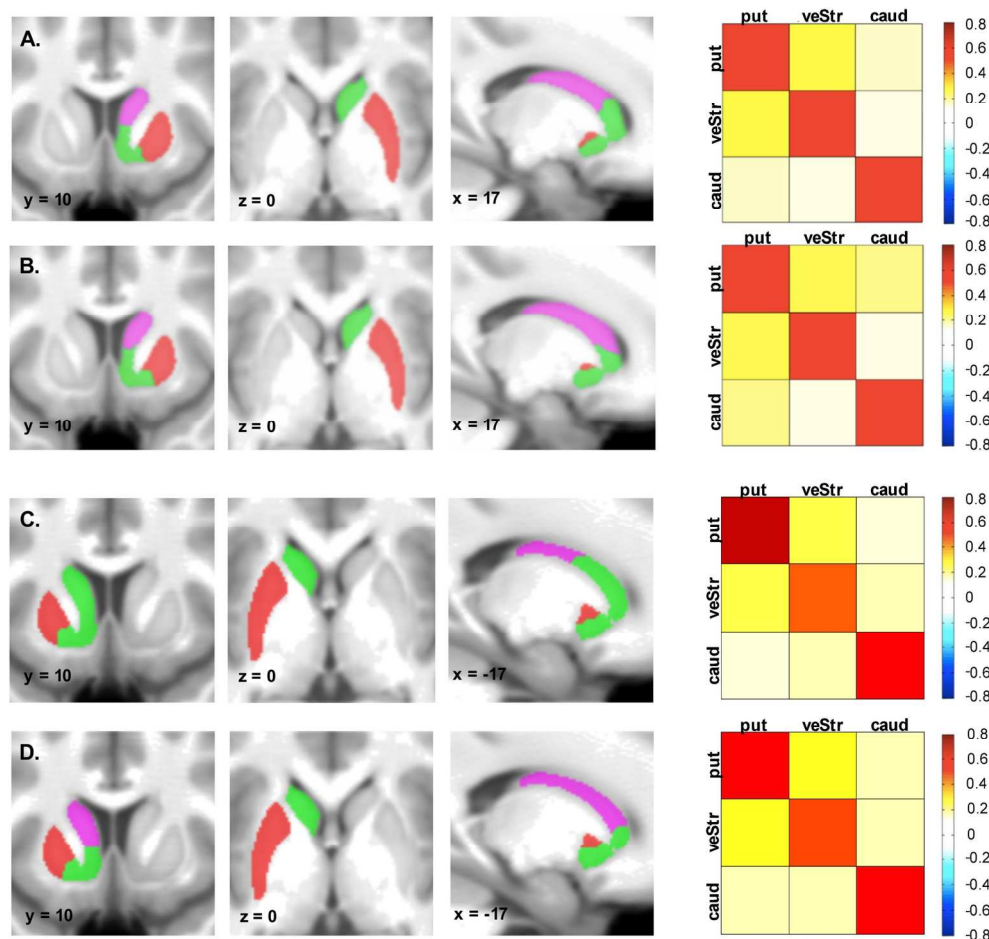 A.
y = 10
z = 0
x = 17
put veStr caud
put
veStr
caud
0.8
0.6
0.4
0.2
0
-0.2
-0.4
-0.6
-0.8
B.
y = 10
z = 0
x = 17
put veStr caud
put
veStr
caud
0.8
0.6
0.4
0.2
0
-0.2
-0.4
-0.6
-0.8
C.
y = 10
z = 0
x = -17
put veStr caud
put
veStr
caud
0.8
0.6
0.4
0.2
0
-0.2
-0.4
-0.6
-0.8
D.
y = 10
z = 0
x = -17
put veStr caud
put
veStr
caud
0.8
0.6
0.4
0.2
0
-0.2
-0.4
-0.6
-0.8